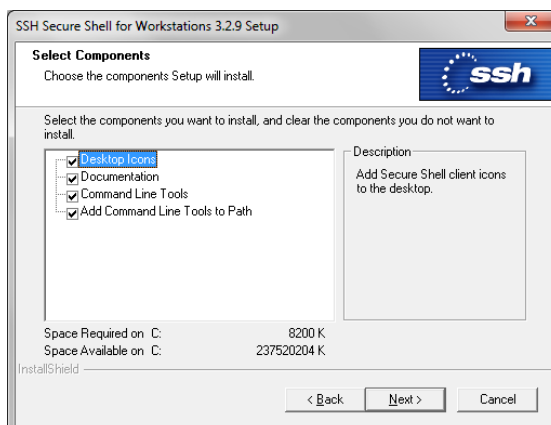 SSH Secure Shell for Workstations 3.2.9 Setup
Select Components
Choose the components Setup will install.
ssh
Select the components you want to install, and clear the components you do not want to
install.
Desktop Icons
Documentation
Command Line Tools
Add Command Line Tools to Path
Description
Add Secure Shell client icons
to the desktop.
Space Required on C: 8200 K
Space Available on C: 237520204 K
InstallShield
< Back
Next >
Cancel